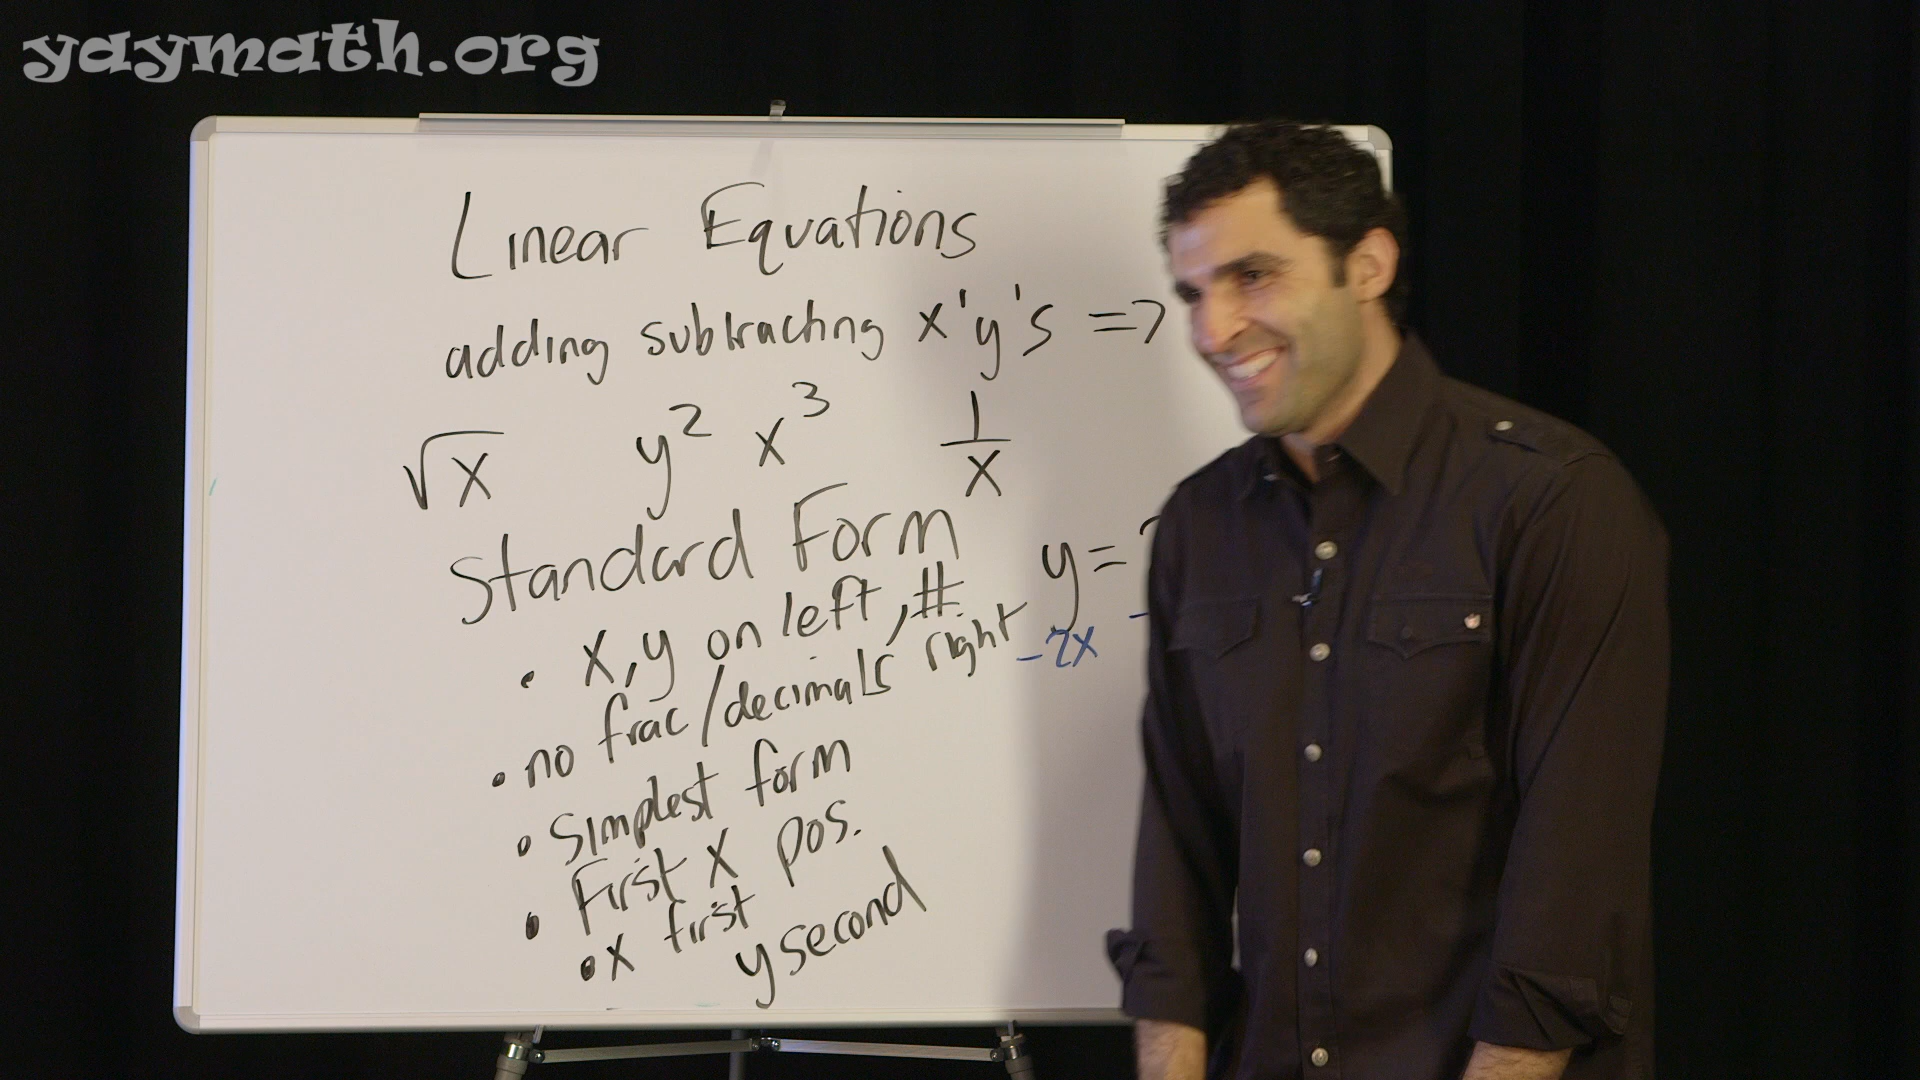 yaymath.org
Linear Equations
adding subtracting x'y's =>
√x y² x³ 1/x
Standard Form
y =
• x,y on left, #
right
-2x -
• no frac/decimals
• Simplest form
• First X pos.
• x first
y second